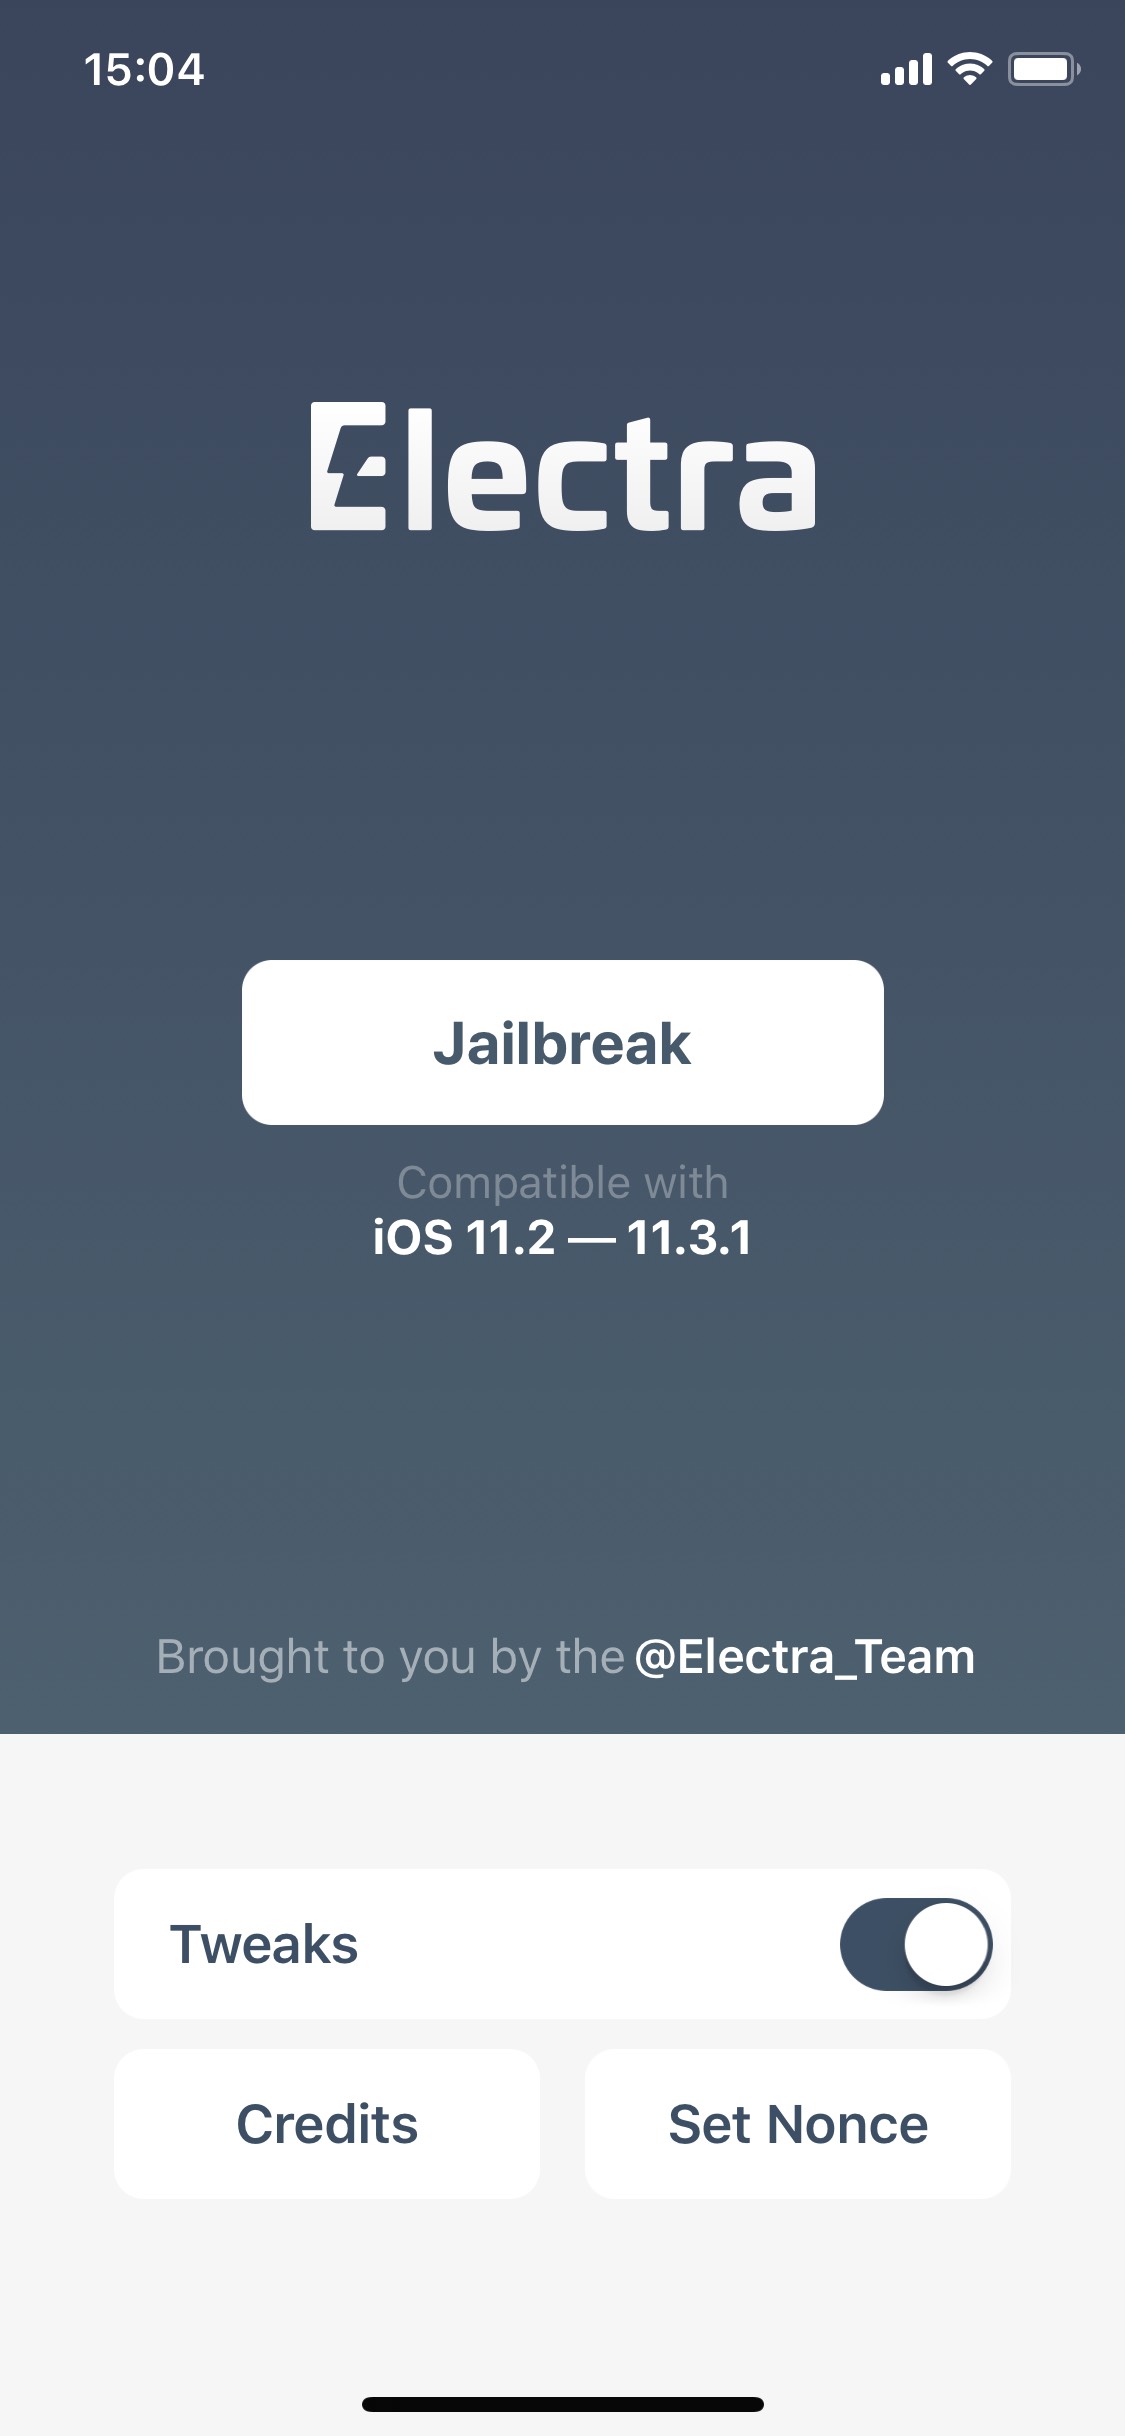 15:04
Electra
Jailbreak
Compatible with
iOS 11.2 — 11.3.1
Brought to you by the @Electra_Team
Tweaks
Credits
Set Nonce